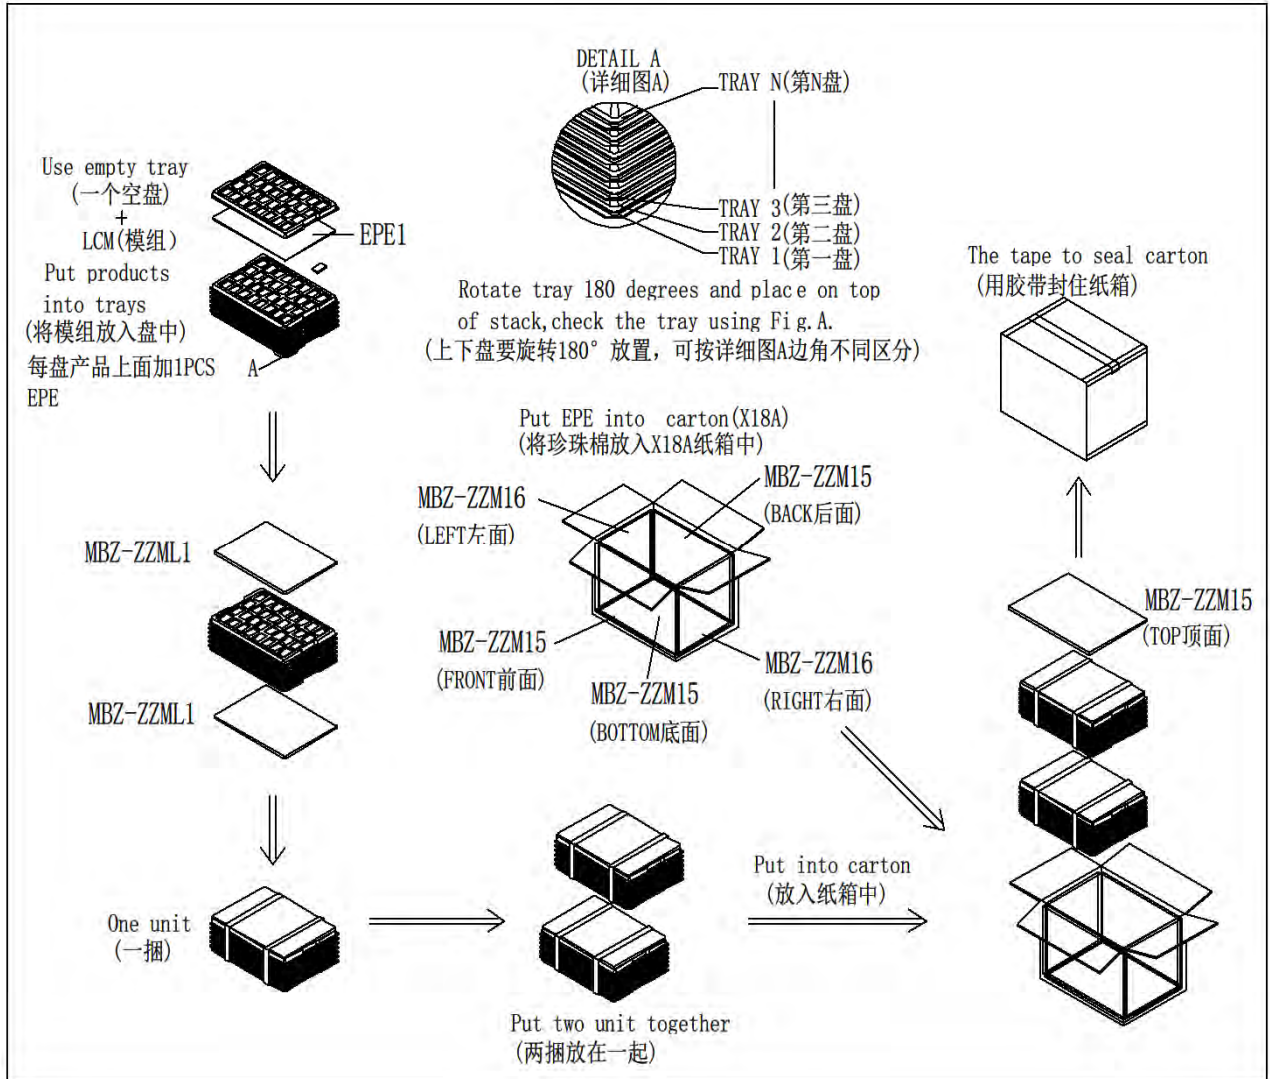 DETAIL A
(详细图A)
TRAY N(第N盘)
TRAY 3(第三盘)
TRAY 2(第二盘)
TRAY 1(第一盘)
Use empty tray
(一个空盘)
+
LCM(模组)
EPE1
Put products
into trays
(将模组放入盘中)
每盘产品上面加1PCS
EPE
A
Rotate tray 180 degrees and place on top
of stack,check the tray using Fig.A.
(上下盘要旋转180°放置，可按详细图A边角不同区分)
The tape to seal carton
(用胶带封住纸箱)
Put EPE into carton(X18A)
(将珍珠棉放入X18A纸箱中)
MBZ-ZZM16
(LEFT左面)
MBZ-ZZM15
(BACK后面)
MBZ-ZZM15
(FRONT前面)
MBZ-ZZM15
(BOTTOM底面)
MBZ-ZZM16
(RIGHT右面)
MBZ-ZZML1
MBZ-ZZML1
MBZ-ZZM15
(TOP顶面)
One unit
(一捆)
Put two unit together
(两捆放在一起)
Put into carton
(放入纸箱中)